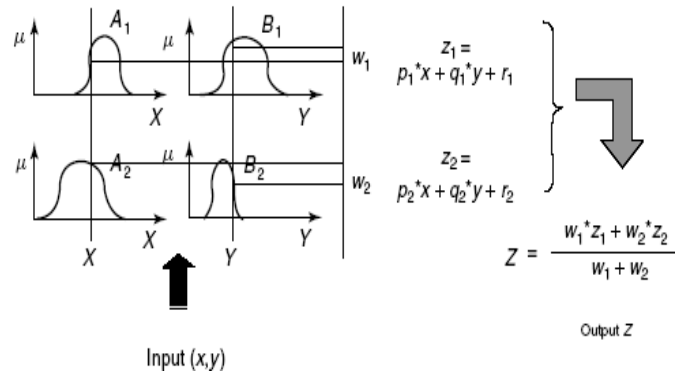 μ A₁ μ B₁ w₁
X Y
z₁ =
p₁*x + q₁*y + r₁
μ A₂ μ B₂ w₂
X Y
X Y
z₂ =
p₂*x + q₂*y + r₂
Z = w₁*z₁ + w₂*z₂
w₁ + w₂
Output Z
Input (x,y)